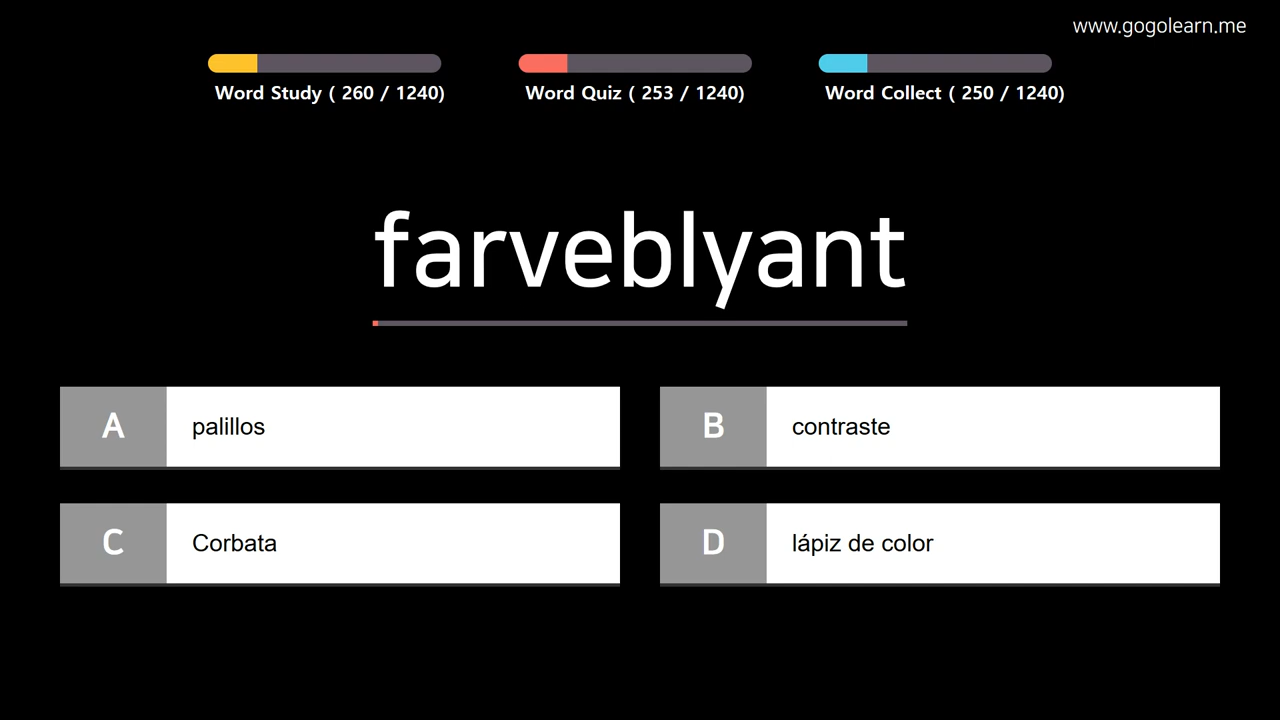 www.gogolearn.me
Word Study ( 260 / 1240)
Word Quiz ( 253 / 1240)
Word Collect ( 250 / 1240)
farveblyant
A palillos
B contraste
C Corbata
D lápiz de color